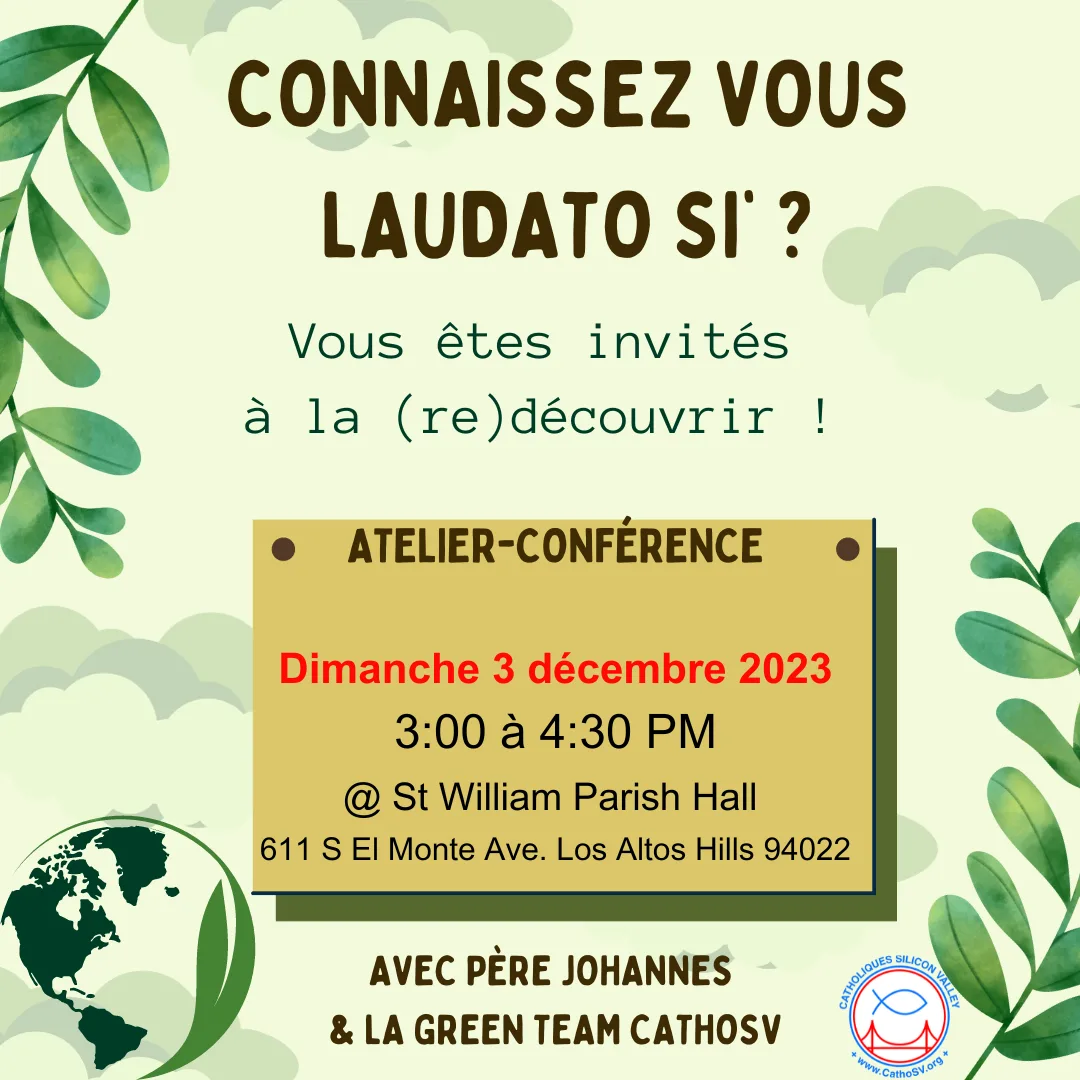 CONNAISSEZ VOUS
LAUDATO SI' ?
Vous êtes invités
à la (re)découvrir !
ATELIER-CONFÉRENCE
Dimanche 3 décembre 2023
3:00 à 4:30 PM
@ St William Parish Hall
611 S El Monte Ave. Los Altos Hills 94022
AVEC PÈRE JOHANNES
& LA GREEN TEAM CATHOSV
CATHOLIQUES SILICON VALLEY
+ www.CathoSV.org +